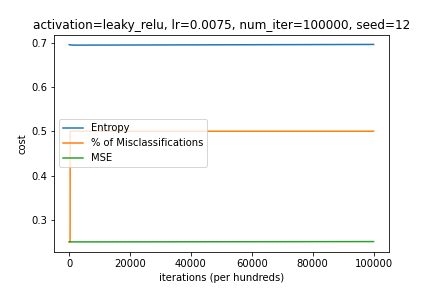 activation=leaky_relu, lr=0.0075, num_iter=100000, seed=12
0.7
0.6
0.5
0.4
0.3
cost
Entropy
% of Misclassifications
MSE
0 20000 40000 60000 80000 100000
iterations (per hundreds)